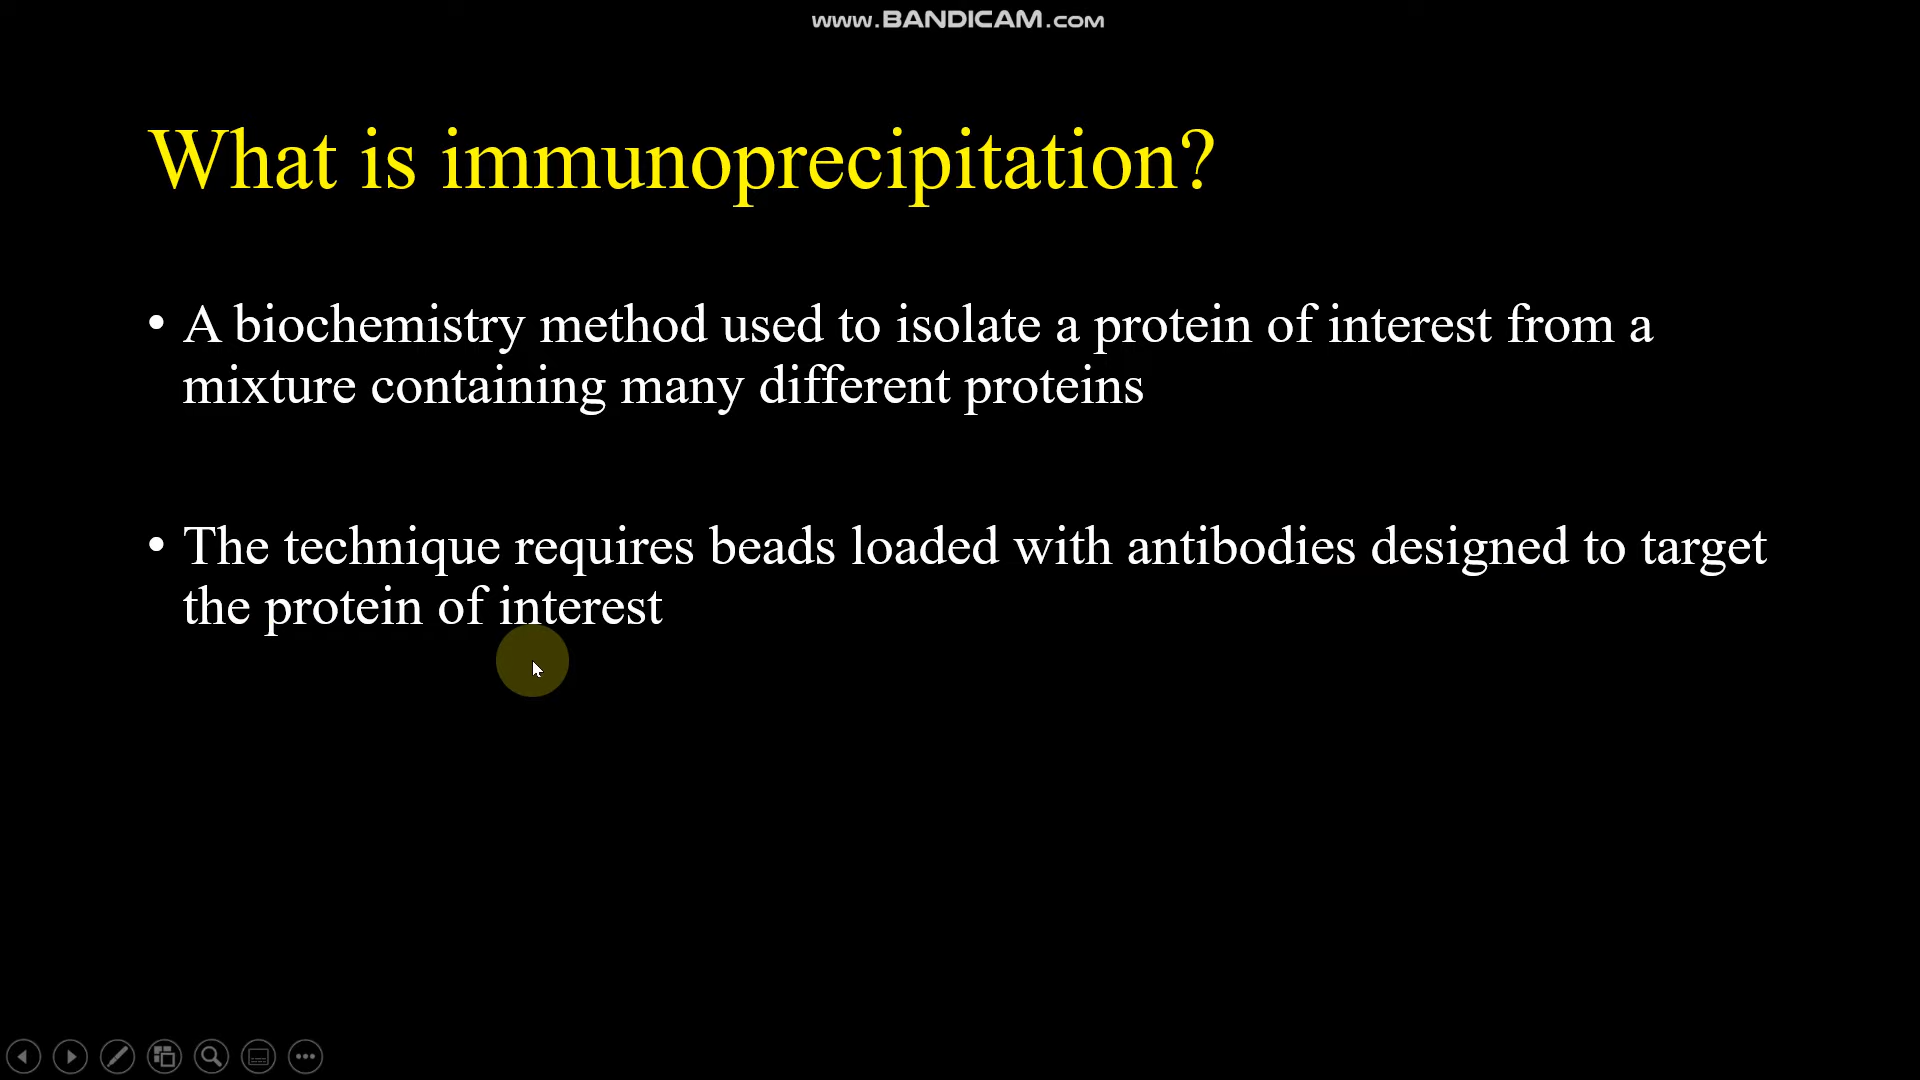 www.BANDICAM.com
What is immunoprecipitation?
• A biochemistry method used to isolate a protein of interest from a
mixture containing many different proteins
• The technique requires beads loaded with antibodies designed to target
the protein of interest